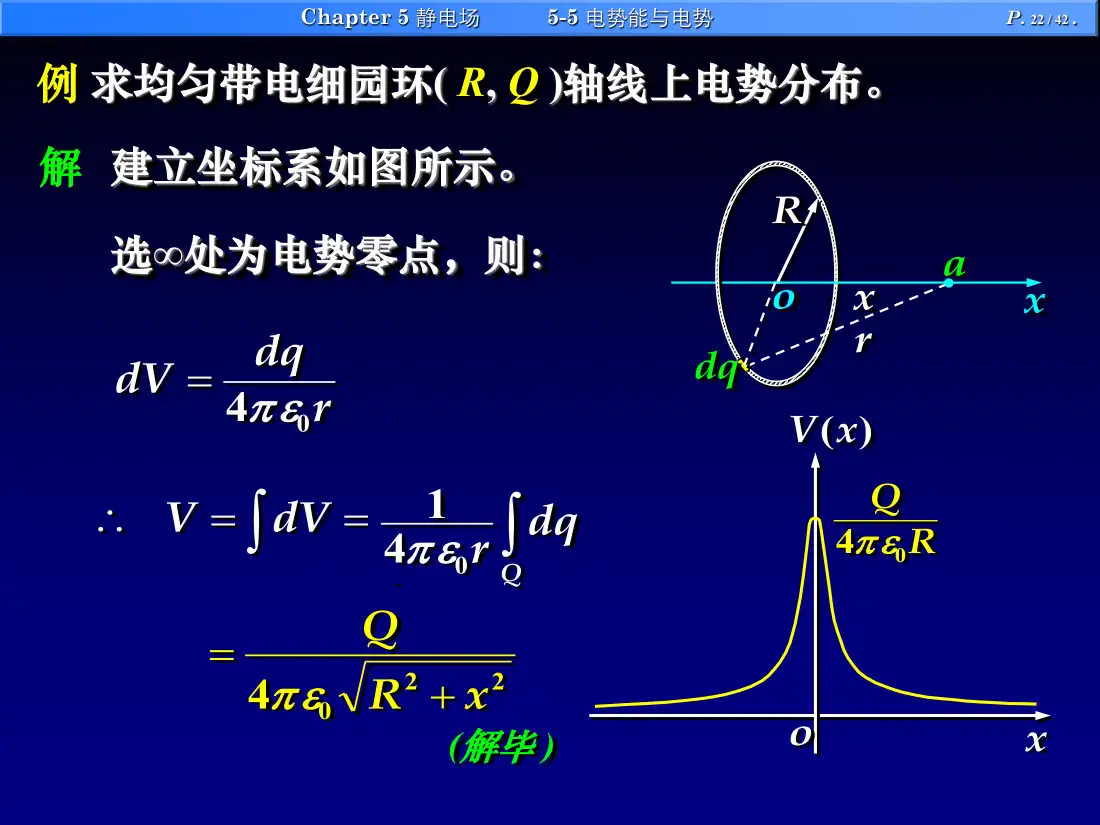 Chapter 5 静电场 5-5 电势能与电势 P. 22 / 42 .
例 求均匀带电细园环( R, Q )轴线上电势分布。
解 建立坐标系如图所示。
选∞处为电势零点，则：
dV = dq / 4πε₀r
∴ V = ∫dV = 1 / 4πε₀r ∫_Q dq
= Q / 4πε₀√(R² + x²)
(解毕)
R
o
x
a
x
r
dq
V(x)
Q / 4πε₀R
o
x